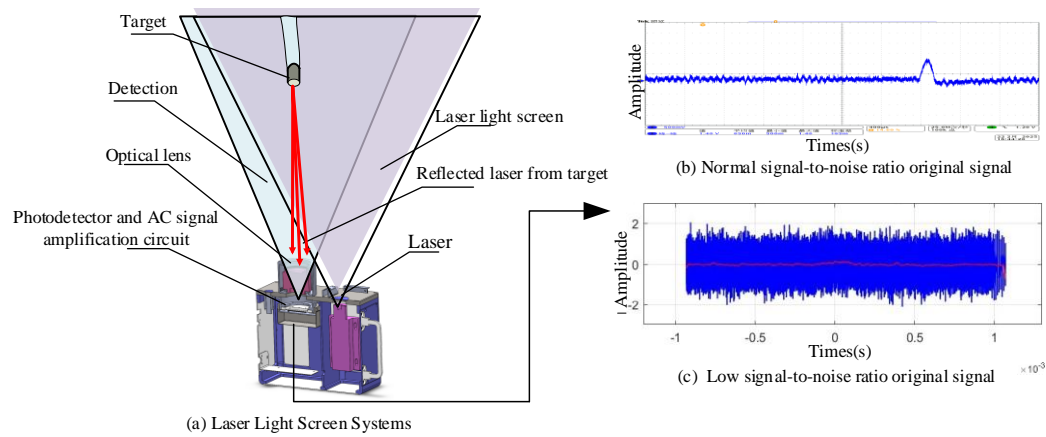 Target
Detection
Optical lens
Photodetector and AC signal
amplification circuit
Laser light screen
Reflected laser from target
Laser
(a) Laser Light Screen Systems
Amplitude
Times(s)
(b) Normal signal-to-noise ratio original signal
Amplitude
2
0
-2
-1
-0.5
0
0.5
1
Times(s)
×10⁻³
(c) Low signal-to-noise ratio original signal